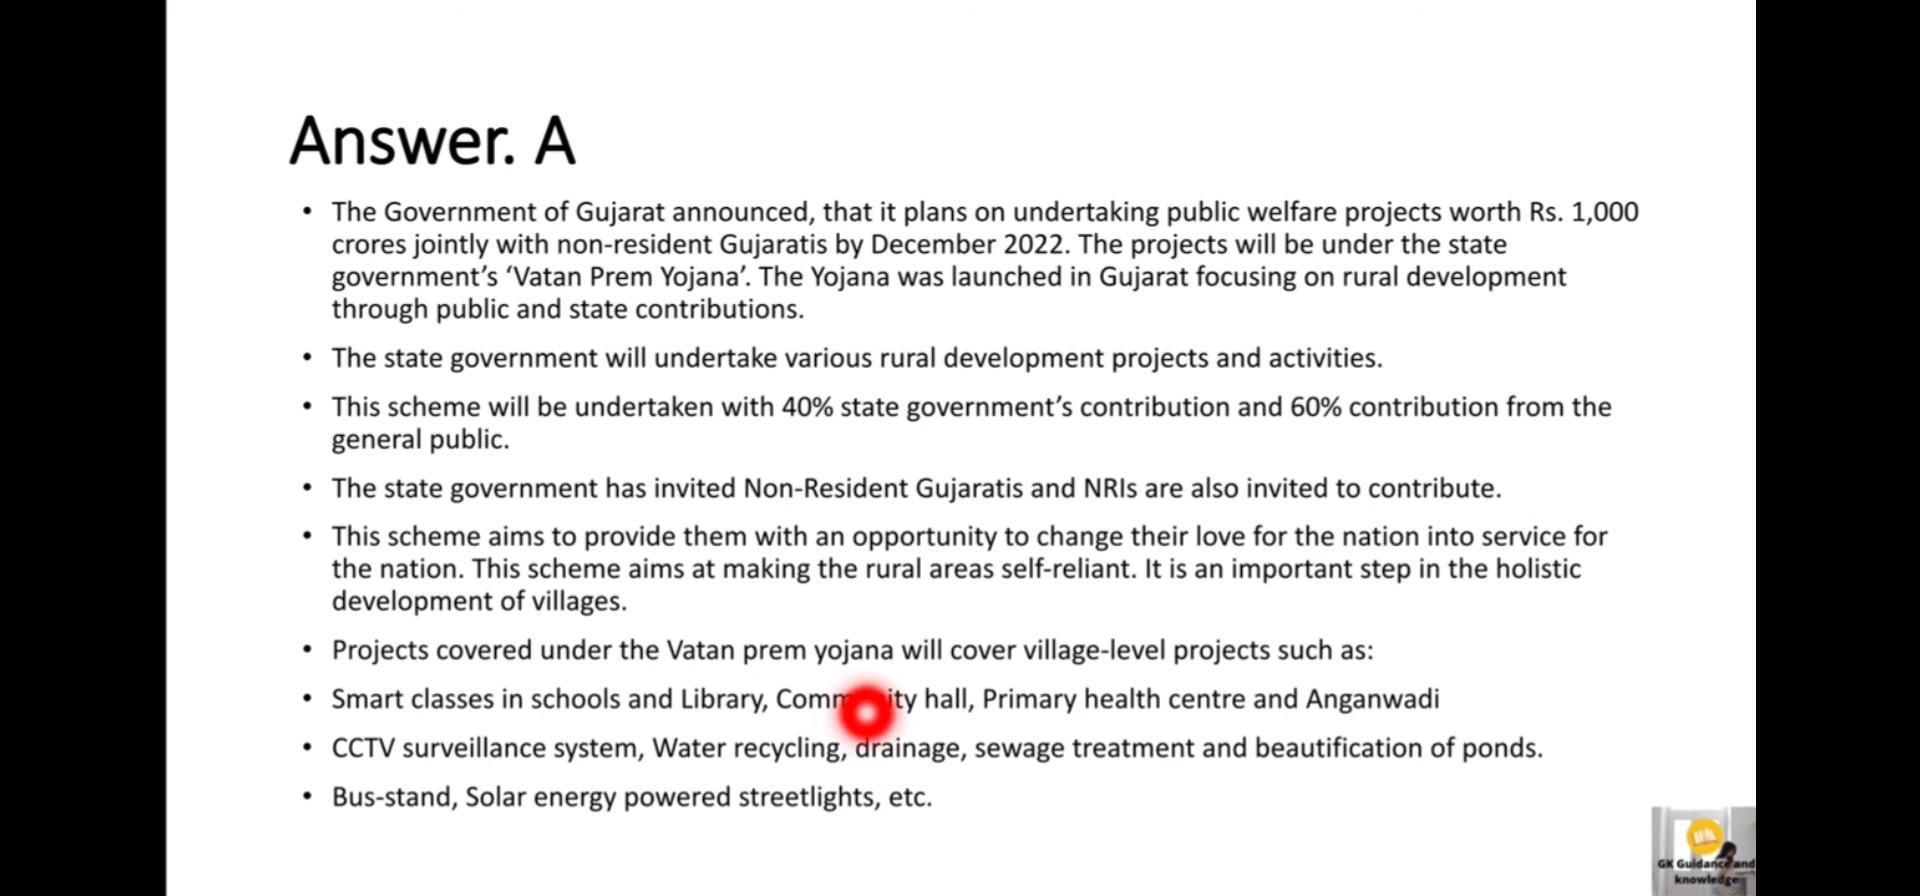 Answer. A
• The Government of Gujarat announced, that it plans on undertaking public welfare projects worth Rs. 1,000
crores jointly with non-resident Gujaratis by December 2022. The projects will be under the state
government’s ‘Vatan Prem Yojana’. The Yojana was launched in Gujarat focusing on rural development
through public and state contributions.
• The state government will undertake various rural development projects and activities.
• This scheme will be undertaken with 40% state government’s contribution and 60% contribution from the
general public.
• The state government has invited Non-Resident Gujaratis and NRIs are also invited to contribute.
• This scheme aims to provide them with an opportunity to change their love for the nation into service for
the nation. This scheme aims at making the rural areas self-reliant. It is an important step in the holistic
development of villages.
• Projects covered under the Vatan prem yojana will cover village-level projects such as:
• Smart classes in schools and Library, Community hall, Primary health centre and Anganwadi
• CCTV surveillance system, Water recycling, drainage, sewage treatment and beautification of ponds.
• Bus-stand, Solar energy powered streetlights, etc.
GK Guidance and
knowledge